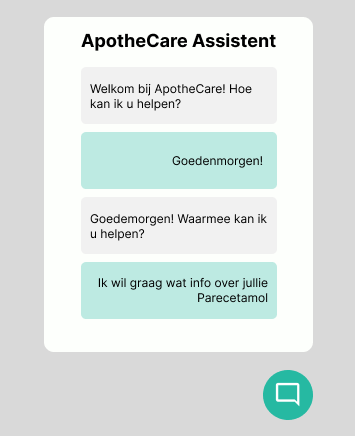 ApotheCare Assistent
Welkom bij ApotheCare! Hoe
kan ik u helpen?
Goedenmorgen!
Goedemorgen! Waarmee kan ik
u helpen?
Ik wil graag wat info over jullie
Parecetamol